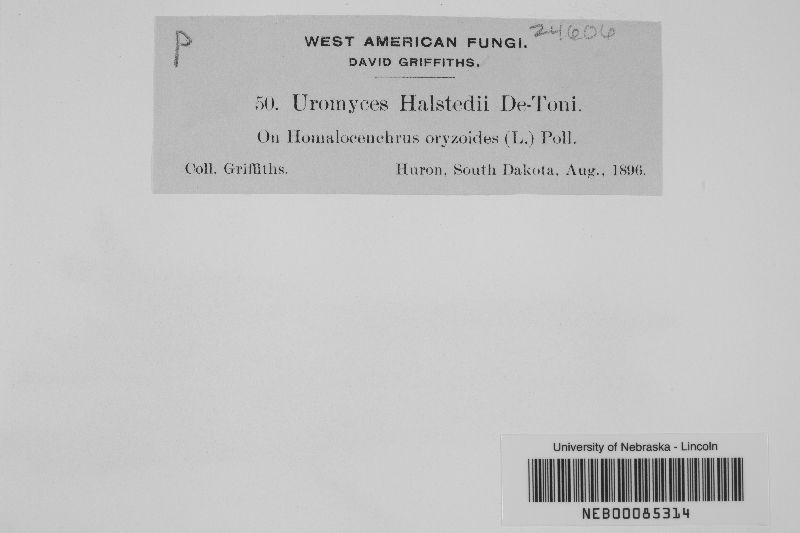 P
24606
WEST AMERICAN FUNGI.
DAVID GRIFFITHS.
50. Uromyces Halstedii De-Toni.
On Homalocenchrus oryzoides (L.) Poll.
Coll. Griffiths. Huron, South Dakota, Aug., 1896.
University of Nebraska - Lincoln
NEB00085314